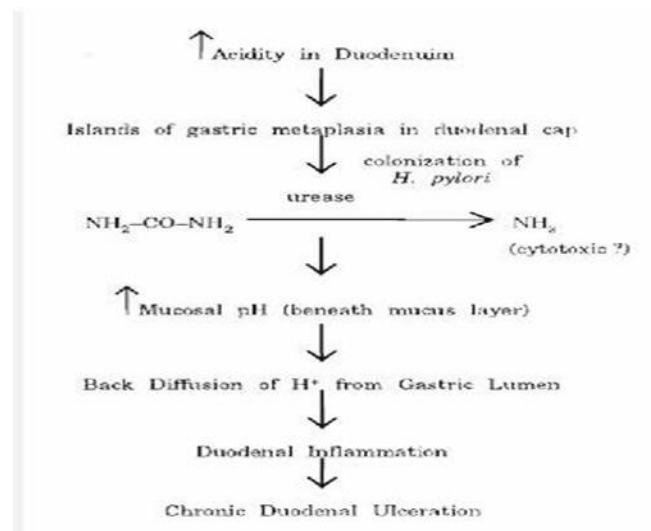 ↑ Acidity in Duodenuim
Islands of gastric metaplasia in duodenal cap
colonization of
H. pylori
urease
NH₂–CO–NH₂ → NH₃
(cytotoxic ?)
↑ Mucosal pH (beneath mucus layer)
Back Diffusion of H⁺ from Gastric Lumen
Duodenal Inflammation
Chronic Duodenal Ulceration